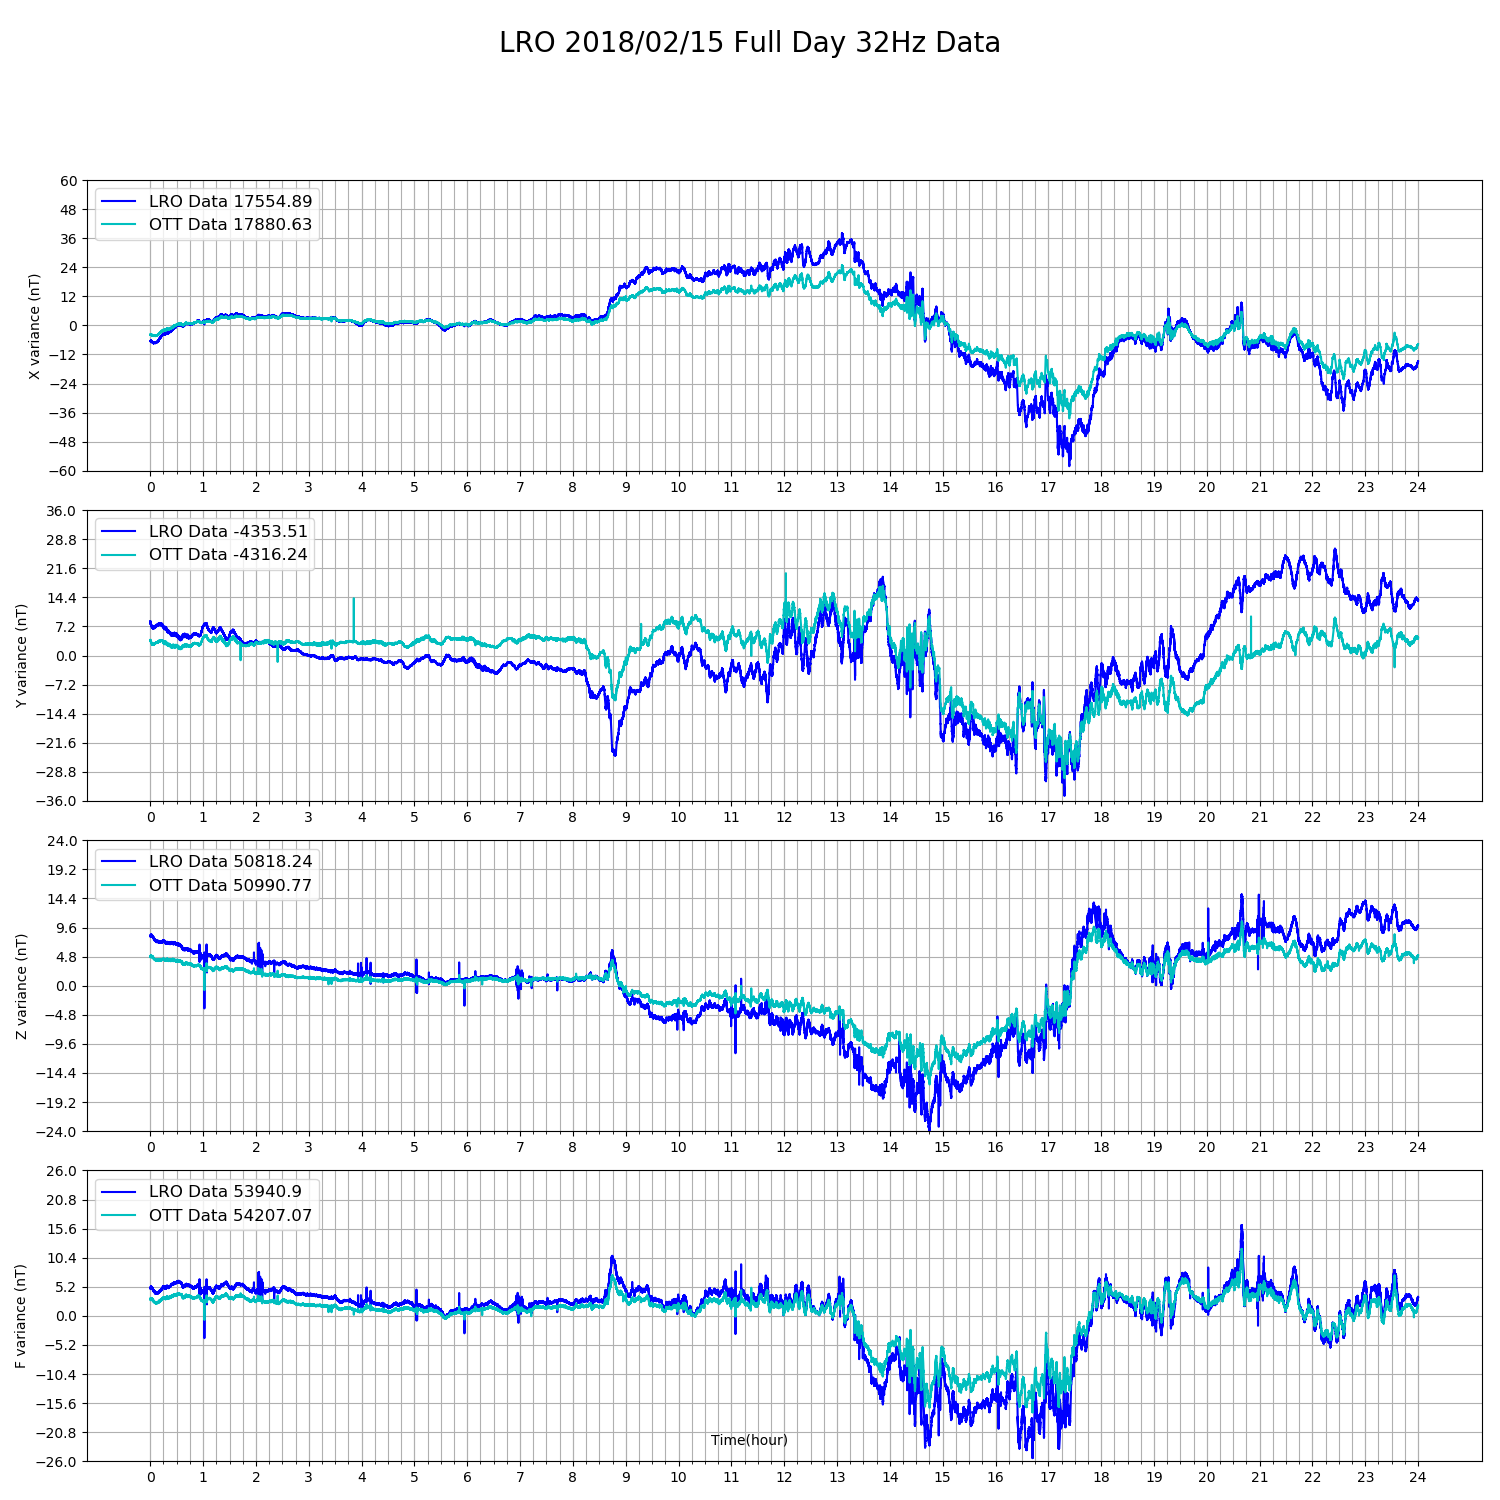 LRO 2018/02/15 Full Day 32Hz Data
60
48
36
24
12
0
−12
−24
−36
−48
−60
X variance (nT)
LRO Data 17554.89
OTT Data 17880.63
0 1 2 3 4 5 6 7 8 9 10 11 12 13 14 15 16 17 18 19 20 21 22 23 24
36.0
28.8
21.6
14.4
7.2
0.0
−7.2
−14.4
−21.6
−28.8
−36.0
Y variance (nT)
LRO Data -4353.51
OTT Data -4316.24
0 1 2 3 4 5 6 7 8 9 10 11 12 13 14 15 16 17 18 19 20 21 22 23 24
24.0
19.2
14.4
9.6
4.8
0.0
−4.8
−9.6
−14.4
−19.2
−24.0
Z variance (nT)
LRO Data 50818.24
OTT Data 50990.77
0 1 2 3 4 5 6 7 8 9 10 11 12 13 14 15 16 17 18 19 20 21 22 23 24
26.0
20.8
15.6
10.4
5.2
0.0
−5.2
−10.4
−15.6
−20.8
−26.0
F variance (nT)
LRO Data 53940.9
OTT Data 54207.07
Time(hour)
0 1 2 3 4 5 6 7 8 9 10 11 12 13 14 15 16 17 18 19 20 21 22 23 24